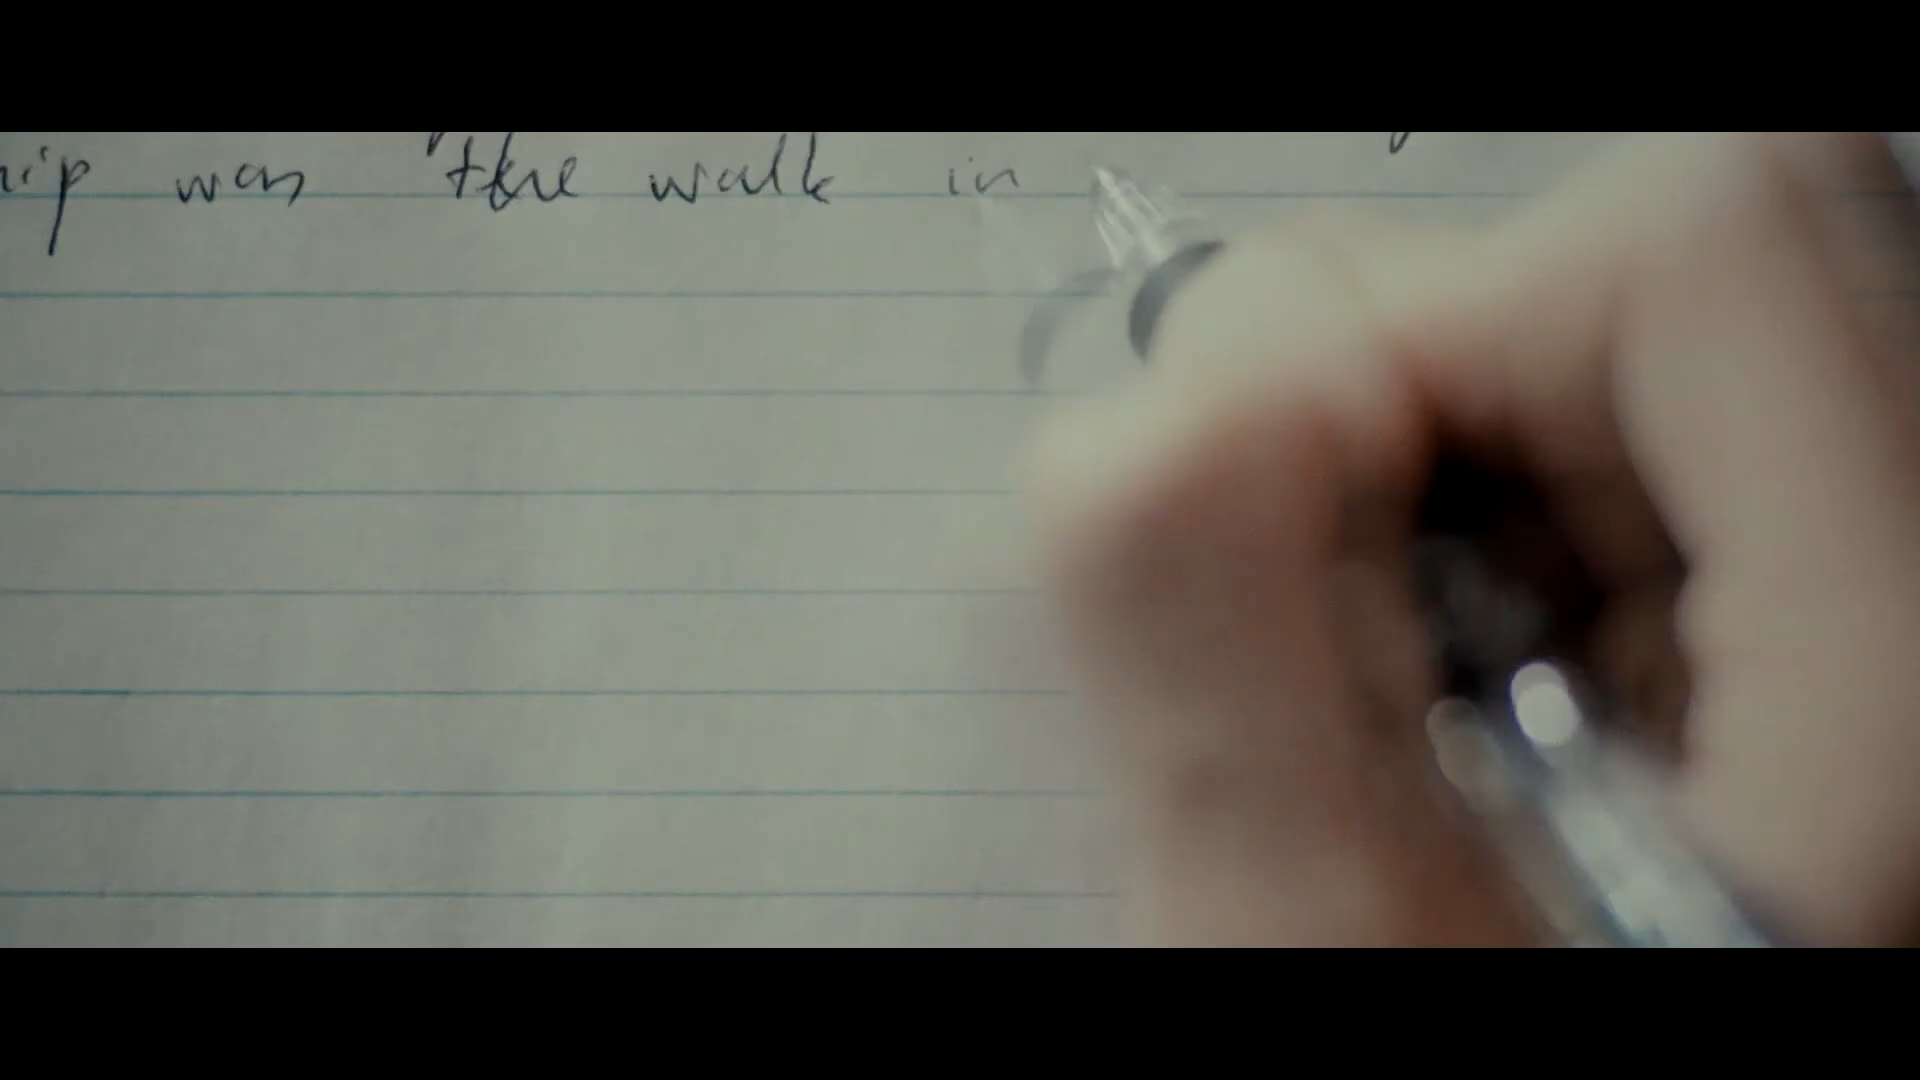 ip was the walk in